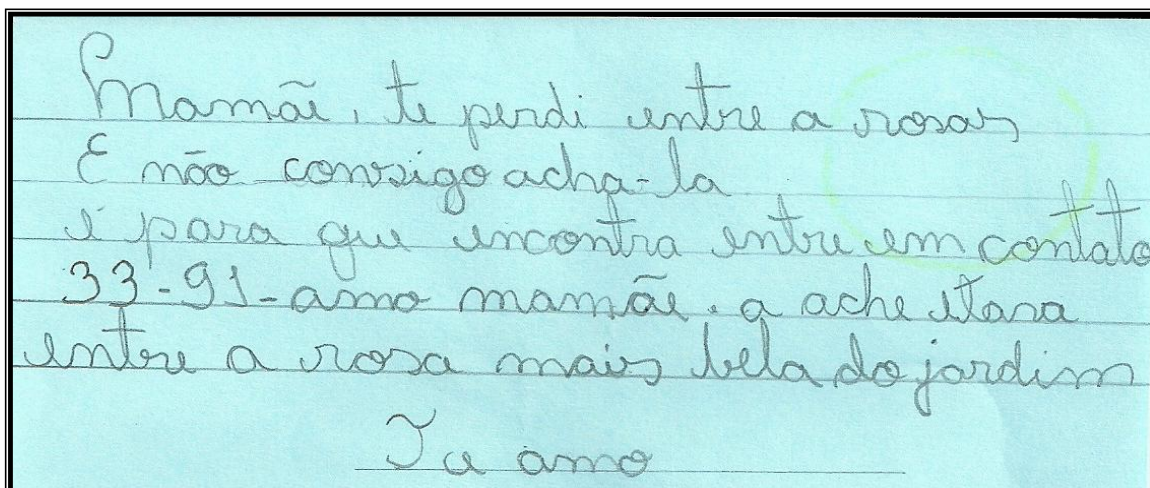 Mamãe, te perdi entre a rosas
E não consigo acha-la
i para que encontra entre em contato
33-91-amo mamãe. a ache stara
entre a rosa mais bela do jardim
Te amo